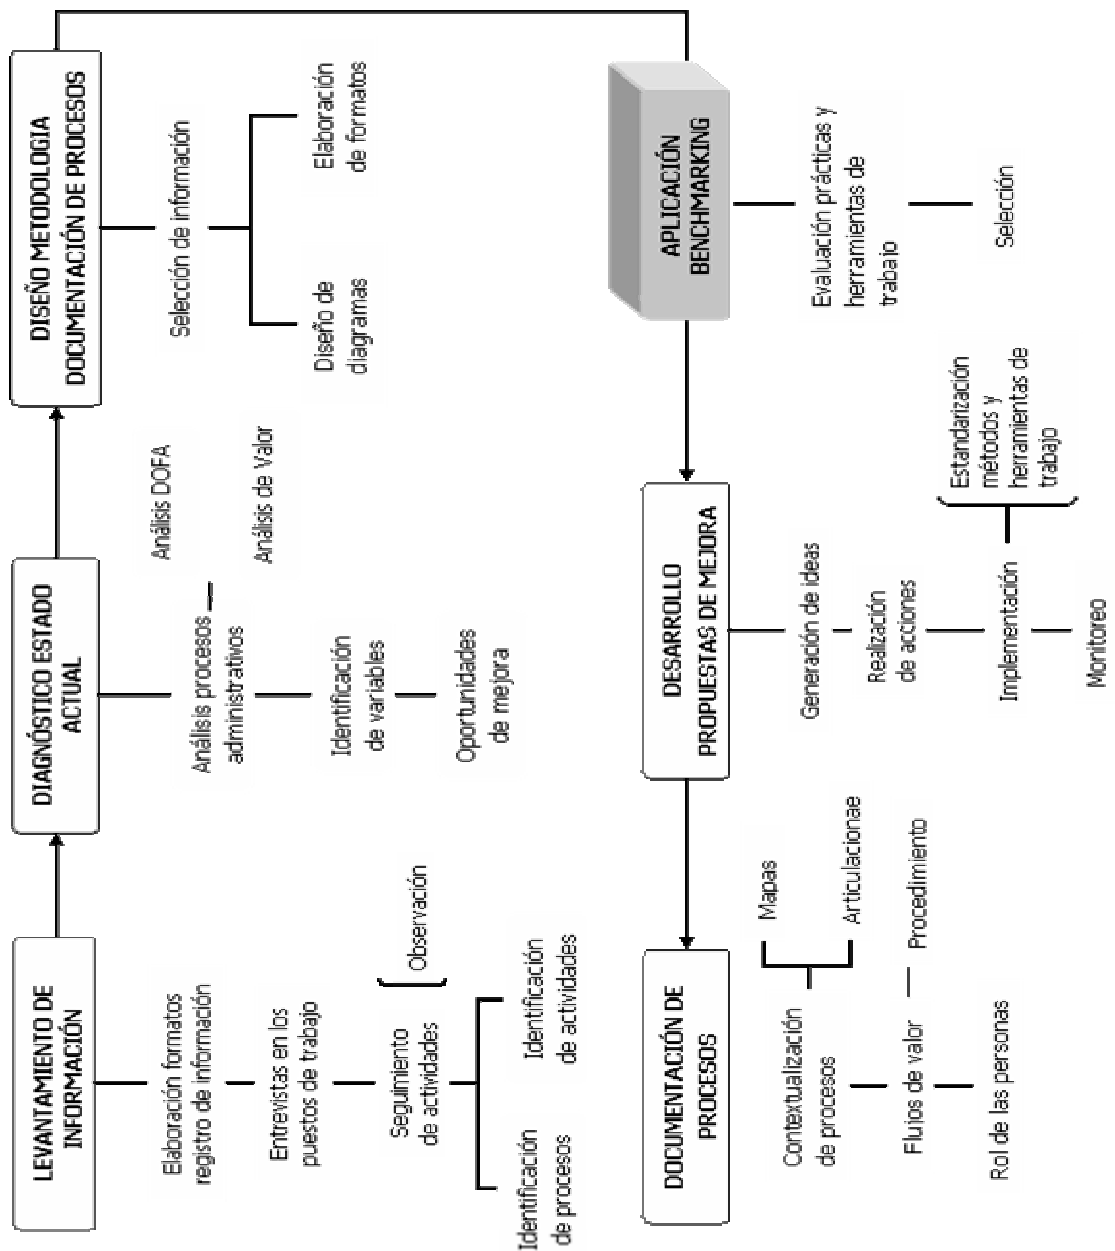 LEVANTAMIENTO DE
INFORMACIÓN
Elaboración formatos
registro de información
Entrevistas en los
puestos de trabajo
Seguimiento
de actividades
Observación
Identificación
de procesos
Identificación
de actividades
DIAGNÓSTICO ESTADO
ACTUAL
Análisis procesos
administrativos
Análisis DOFA
Análisis de Valor
Identificación
de variables
Oportunidades
de mejora
DISEÑO METODOLOGIA
DOCUMENTACIÓN DE PROCESOS
Selección de información
Diseño de
diagramas
Elaboración
de formatos
APLICACIÓN
BENCHMARKING
Evaluación prácticas y
herramientas de
trabajo
Selección
DESARROLLO
PROPUESTAS DE MEJORA
Generación de ideas
Realización
de acciones
Implementación
Estandarización
métodos y
herramientas de
trabajo
Monitoreo
DOCUMENTACIÓN DE
PROCESOS
Contextualización
de procesos
Mapas
Articulacionae
Flujos de valor
Procedimiento
Rol de las personas